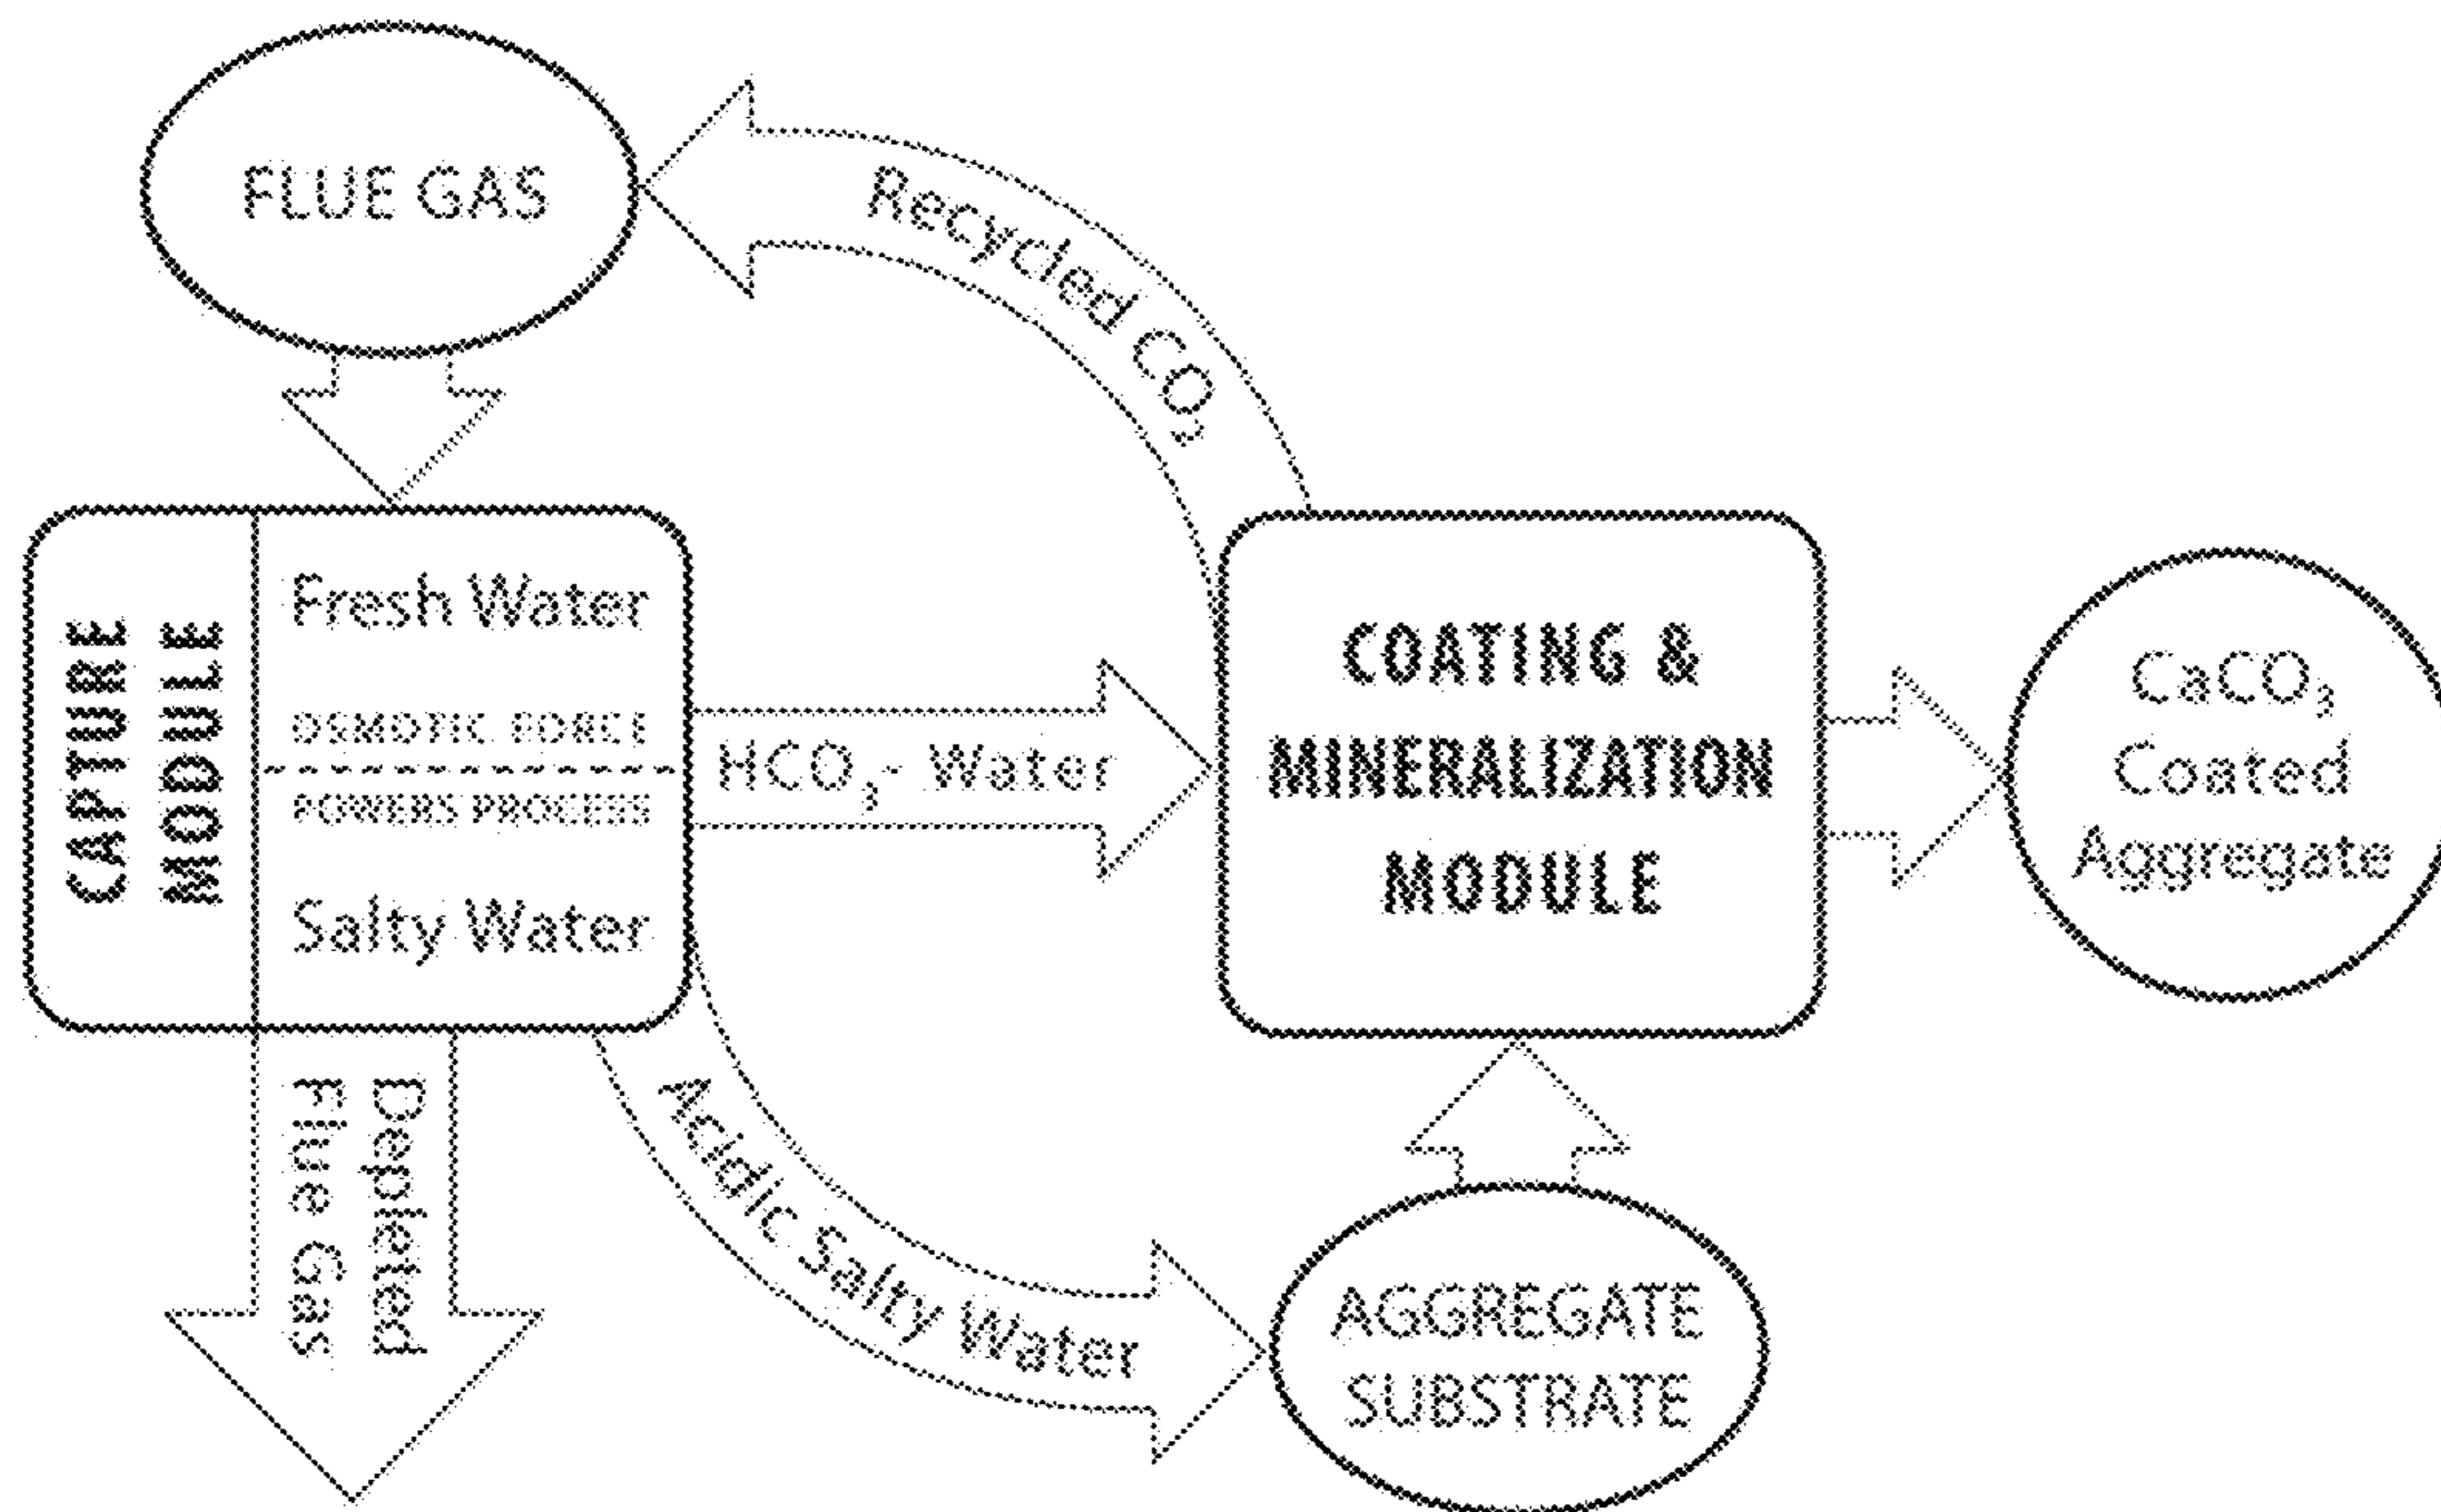 FLUE GAS
Recycled CO₂
CAPTURE
MODULE
Fresh Water
OSMOTIC FORCE
POWERS PROCESS
Salty Water
HCO₃- Water
COATING &
MINERALIZATION
MODULE
CaCO₃
Coated
Aggregate
Depleted
Flue Gas
Acidic Salty Water
AGGREGATE
SUBSTRATE